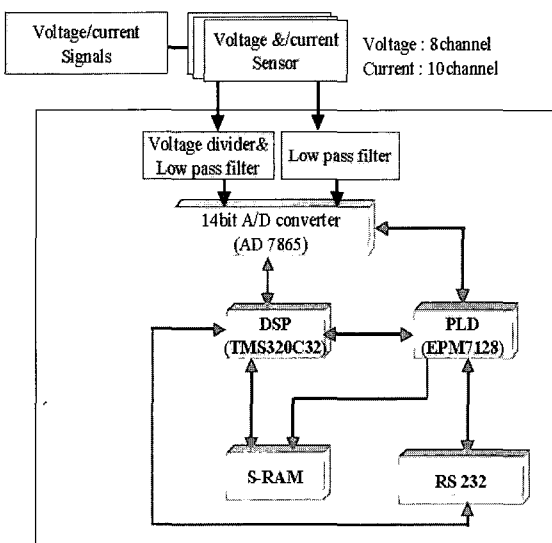 Voltage/current
Signals
Voltage &/current
Sensor
Voltage : 8channel
Current : 10channel
Voltage divider&
Low pass filter
Low pass filter
14bit A/D converter
(AD 7865)
DSP
(TMS320C32)
PLD
(EPM7128)
S-RAM
RS 232